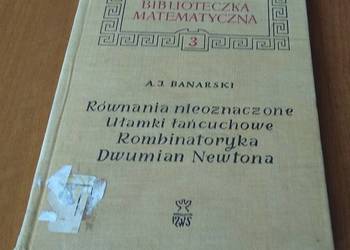 BIBLIOTECZKA
MATEMATYCZNA
3
A. J. BANARSKI
Równania nieoznaczone
Ułamki łańcuchowe
Kombinatoryka
Dwumian Newtona
PZWS